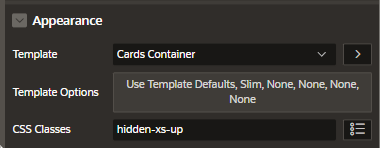 Appearance
Template
Cards Container
Template Options
Use Template Defaults, Slim, None, None, None,
None
CSS Classes
hidden-xs-up